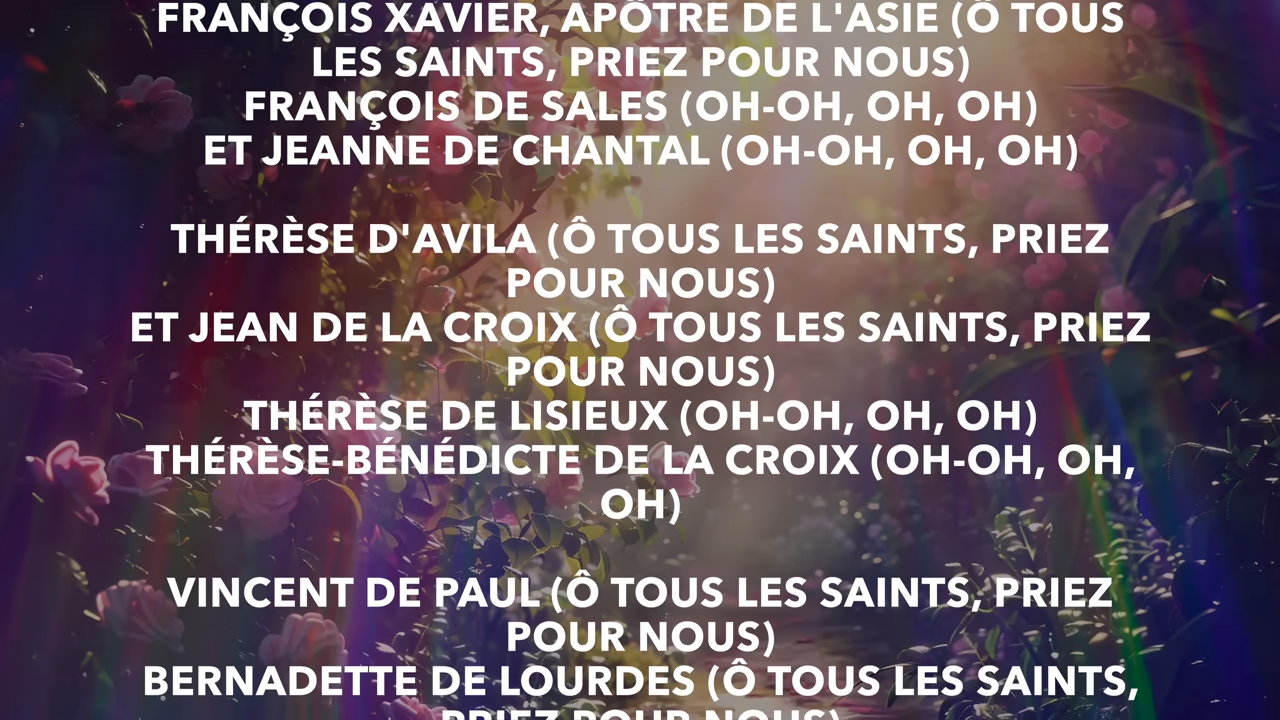 FRANÇOIS XAVIER, APÔTRE DE L'ASIE (Ô TOUS
LES SAINTS, PRIEZ POUR NOUS)
FRANÇOIS DE SALES (OH-OH, OH, OH)
ET JEANNE DE CHANTAL (OH-OH, OH, OH)
THÉRÈSE D'AVILA (Ô TOUS LES SAINTS, PRIEZ
POUR NOUS)
ET JEAN DE LA CROIX (Ô TOUS LES SAINTS, PRIEZ
POUR NOUS)
THÉRÈSE DE LISIEUX (OH-OH, OH, OH)
THÉRÈSE-BÉNÉDICTE DE LA CROIX (OH-OH, OH,
OH)
VINCENT DE PAUL (Ô TOUS LES SAINTS, PRIEZ
POUR NOUS)
BERNADETTE DE LOURDES (Ô TOUS LES SAINTS,
PRIEZ POUR NOUS)